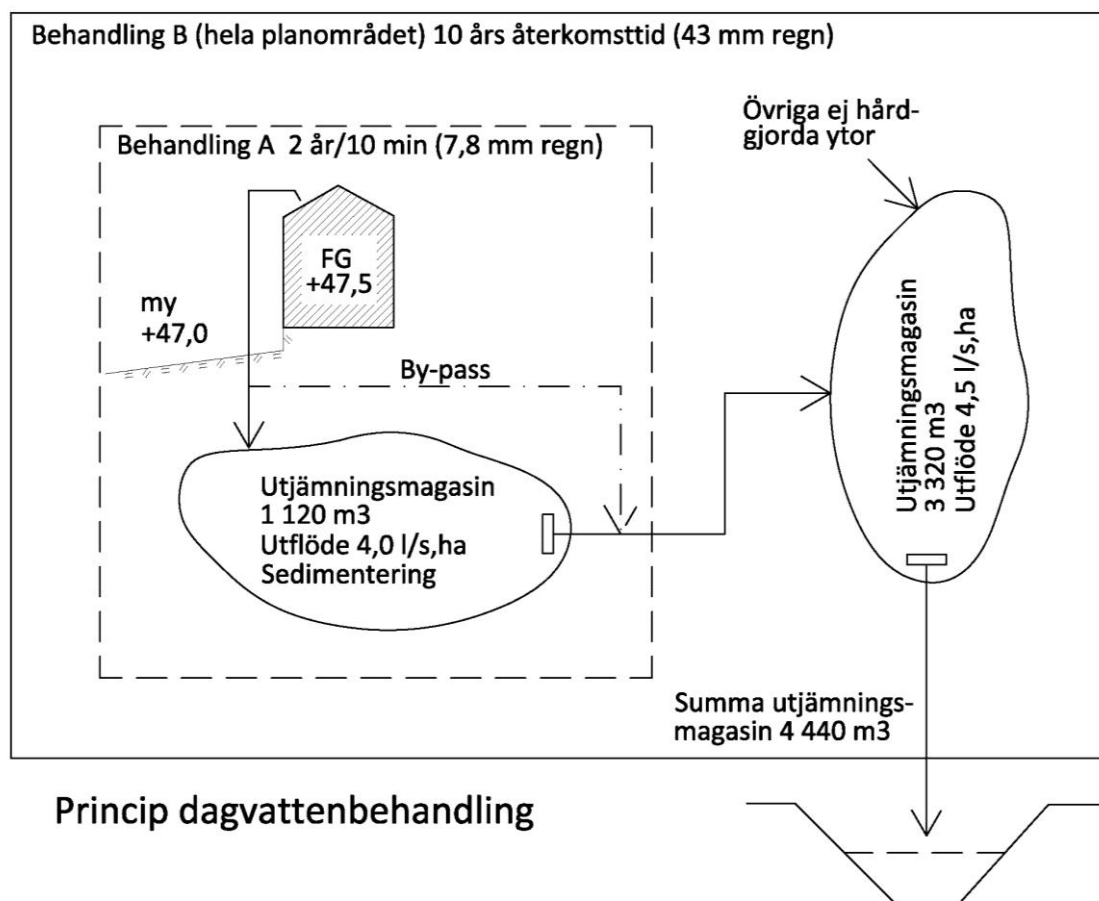 Behandling B (hela planområdet) 10 års återkomsttid (43 mm regn)
Behandling A 2 år/10 min (7,8 mm regn)
Övriga ej hård-
gjorda ytor
FG
+47,5
my
+47,0
By-pass
Utjämningsmagasin
1 120 m3
Utflöde 4,0 l/s,ha
Sedimentering
Utjämningsmagasin
3 320 m3
Utflöde 4,5 l/s,ha
Summa utjämnings-
magasin 4 440 m3
Princip dagvattenbehandling